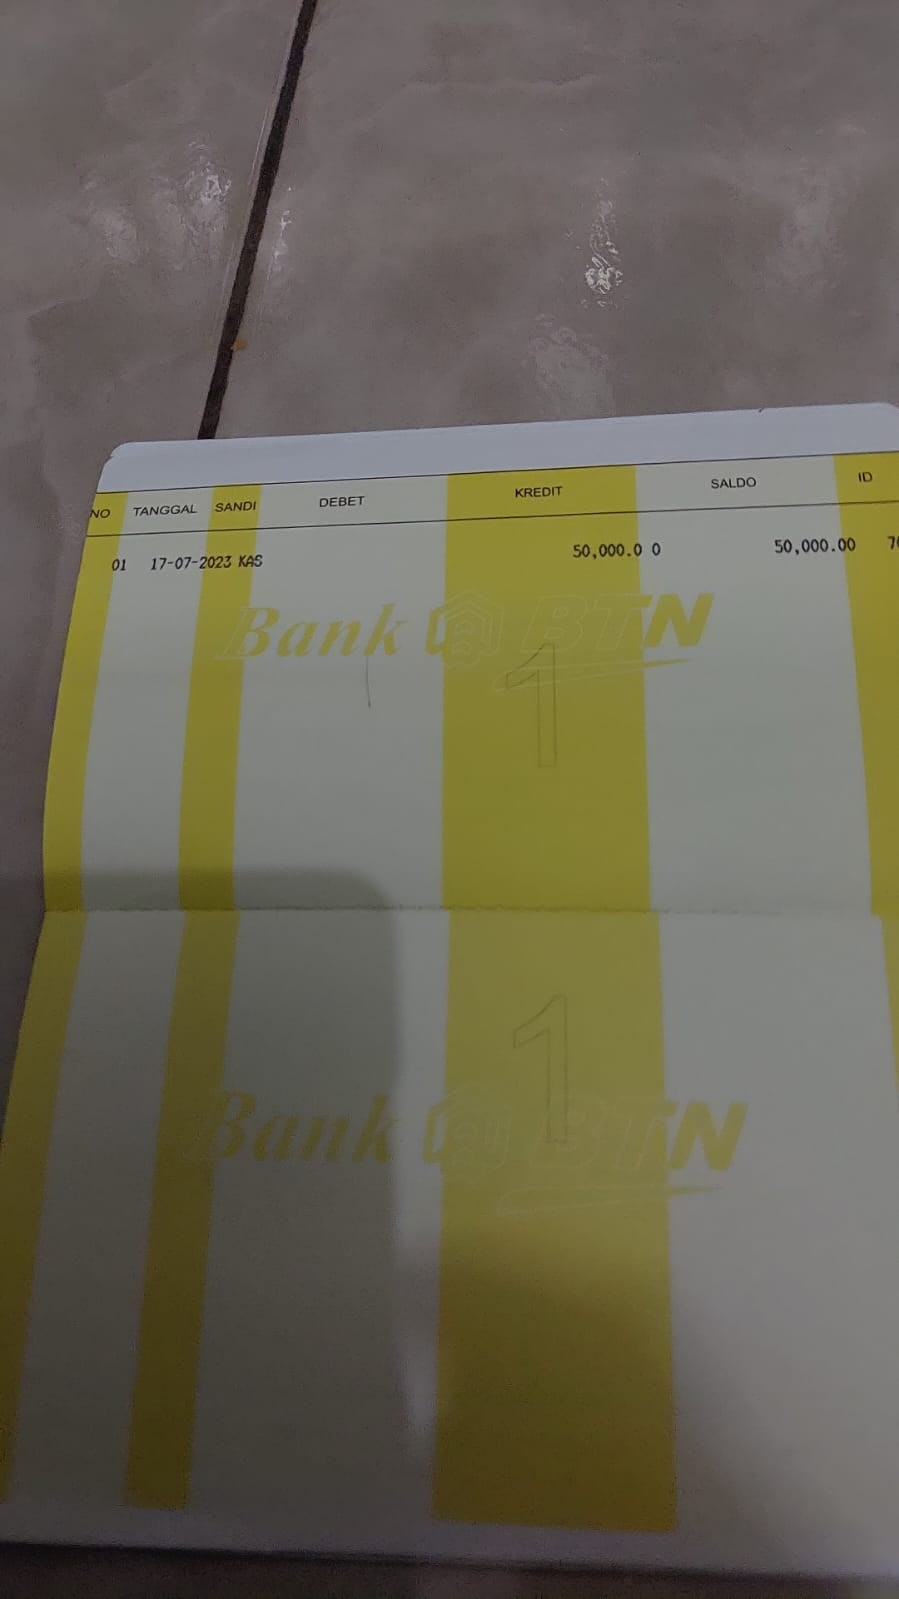 NO TANGGAL SANDI DEBET KREDIT SALDO ID
01 17-07-2023 KAS 50,000.0 0 50,000.00
Bank BTN
1
1
Bank BTN